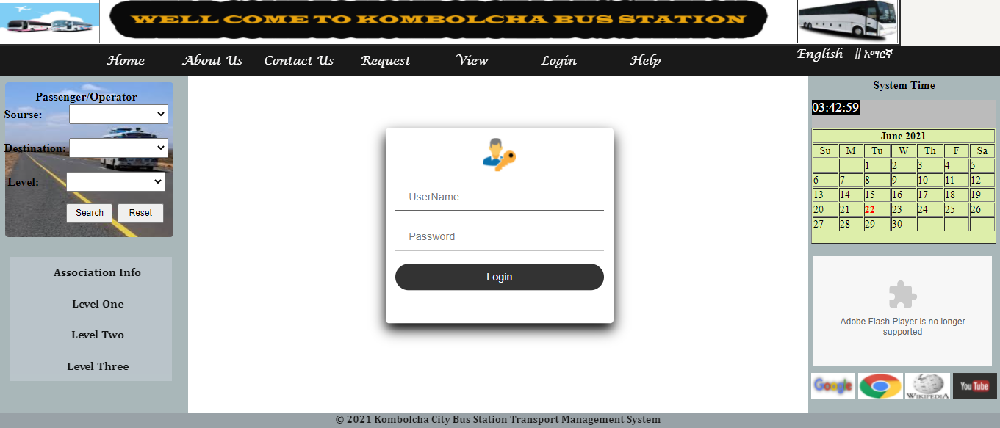 WELL COME TO KOMBOLCHA BUS STATION
Home About Us Contact Us Request View Login Help English || አማርኛ
Passenger/Operator
Sourse:
Destination:
Level:
Search Reset
Association Info
Level One
Level Two
Level Three
UserName
Password
Login
System Time
03:42:59
June 2021
Su M Tu W Th F Sa
1 2 3 4 5
6 7 8 9 10 11 12
13 14 15 16 17 18 19
20 21 22 23 24 25 26
27 28 29 30
Adobe Flash Player is no longer
supported
Google WIKIPEDIA YouTube
© 2021 Kombolcha City Bus Station Transport Management System